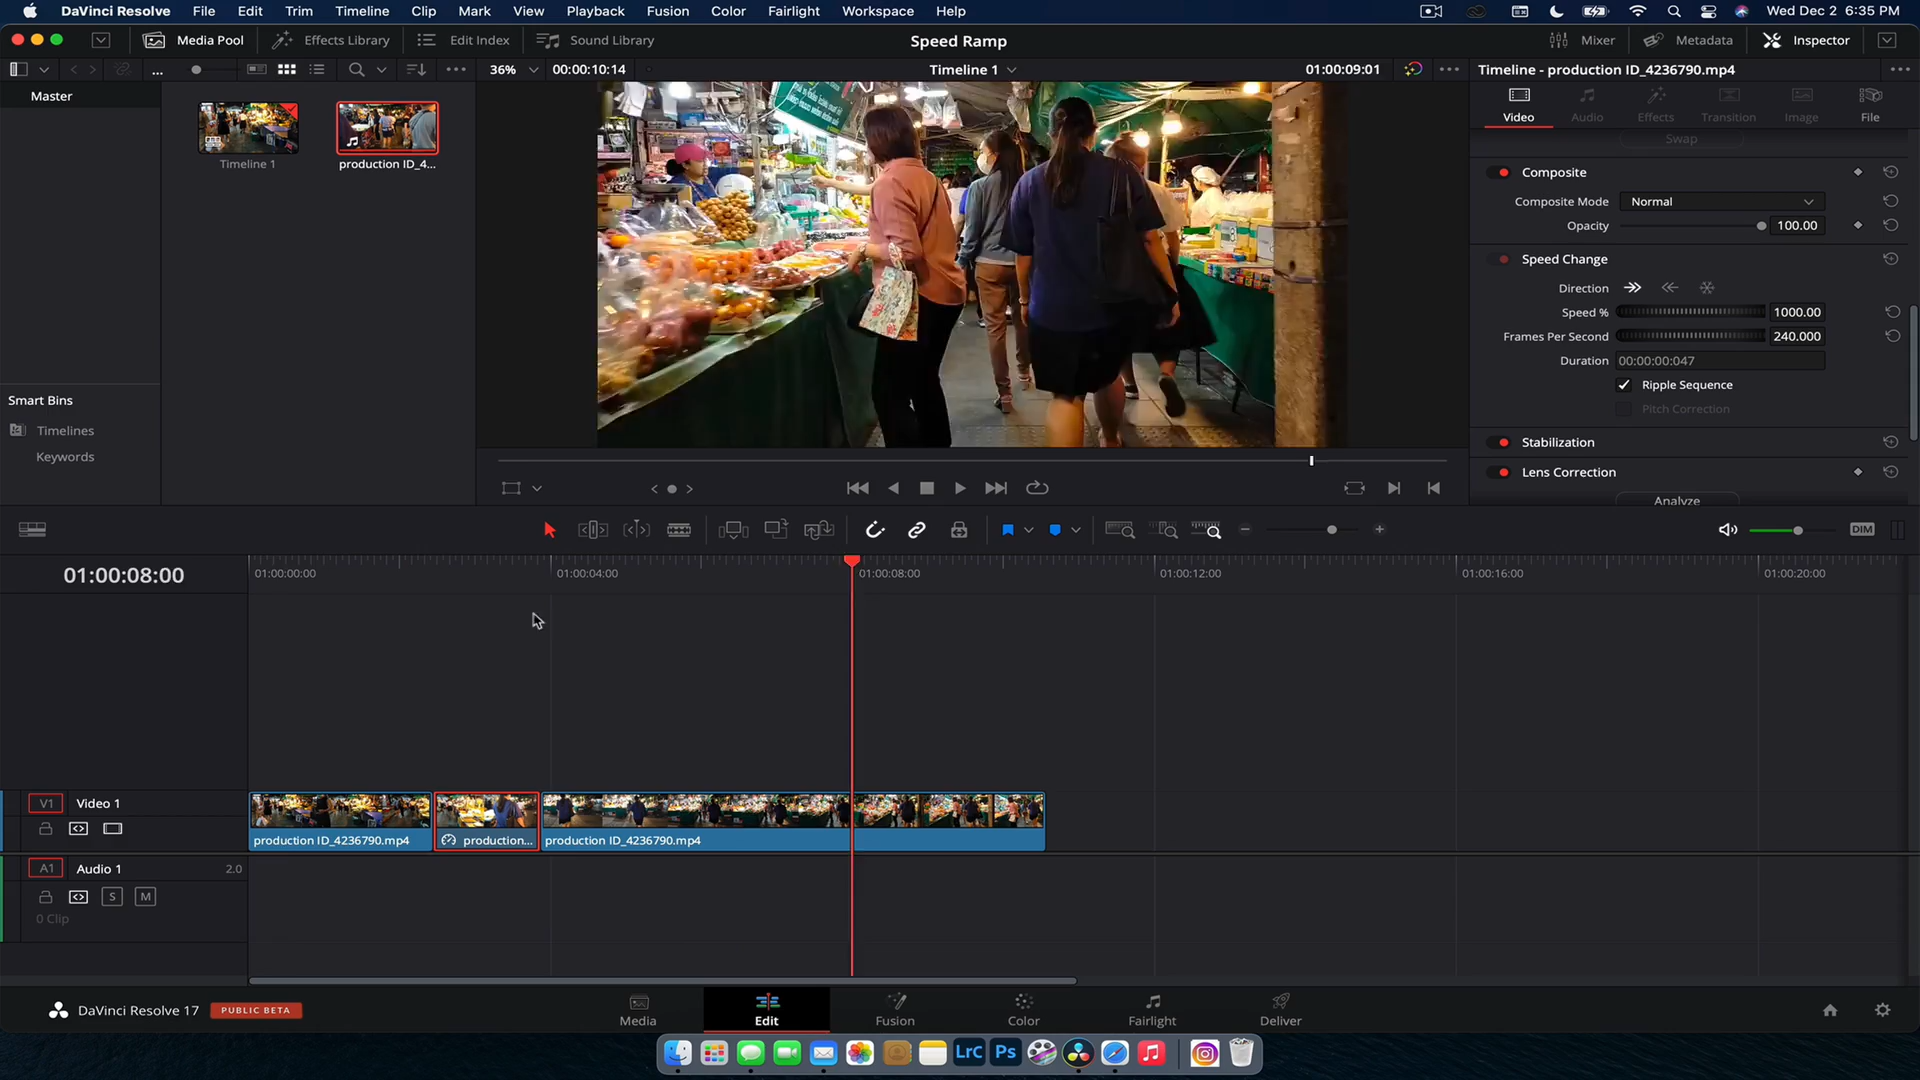 DaVinci Resolve File Edit Trim Timeline Clip Mark View Playback Fusion Color Fairlight Workspace Help Wed Dec 2 6:35 PM
Media Pool Effects Library Edit Index Sound Library Speed Ramp Mixer Metadata Inspector
... 36% 00:00:10:14 Timeline 1 01:00:09:01 Timeline - production ID_4236790.mp4
Master
Timeline 1 production ID_4...
Video Audio Effects Transition Image File
Swap
Composite
Composite Mode Normal
Opacity 100.00
Speed Change
Direction
Speed % 1000.00
Frames Per Second 240.000
Duration 00:00:00:047
Ripple Sequence
Pitch Correction
Stabilization
Lens Correction
Analyze
Smart Bins
Timelines
Keywords
DIM
01:00:08:00 01:00:00:00 01:00:04:00 01:00:08:00 01:00:12:00 01:00:16:00 01:00:20:00
V1 Video 1
production ID_4236790.mp4 production... production ID_4236790.mp4
A1 Audio 1 2.0
S M
0 Clip
DaVinci Resolve 17 PUBLIC BETA Media Edit Fusion Color Fairlight Deliver
LrC Ps